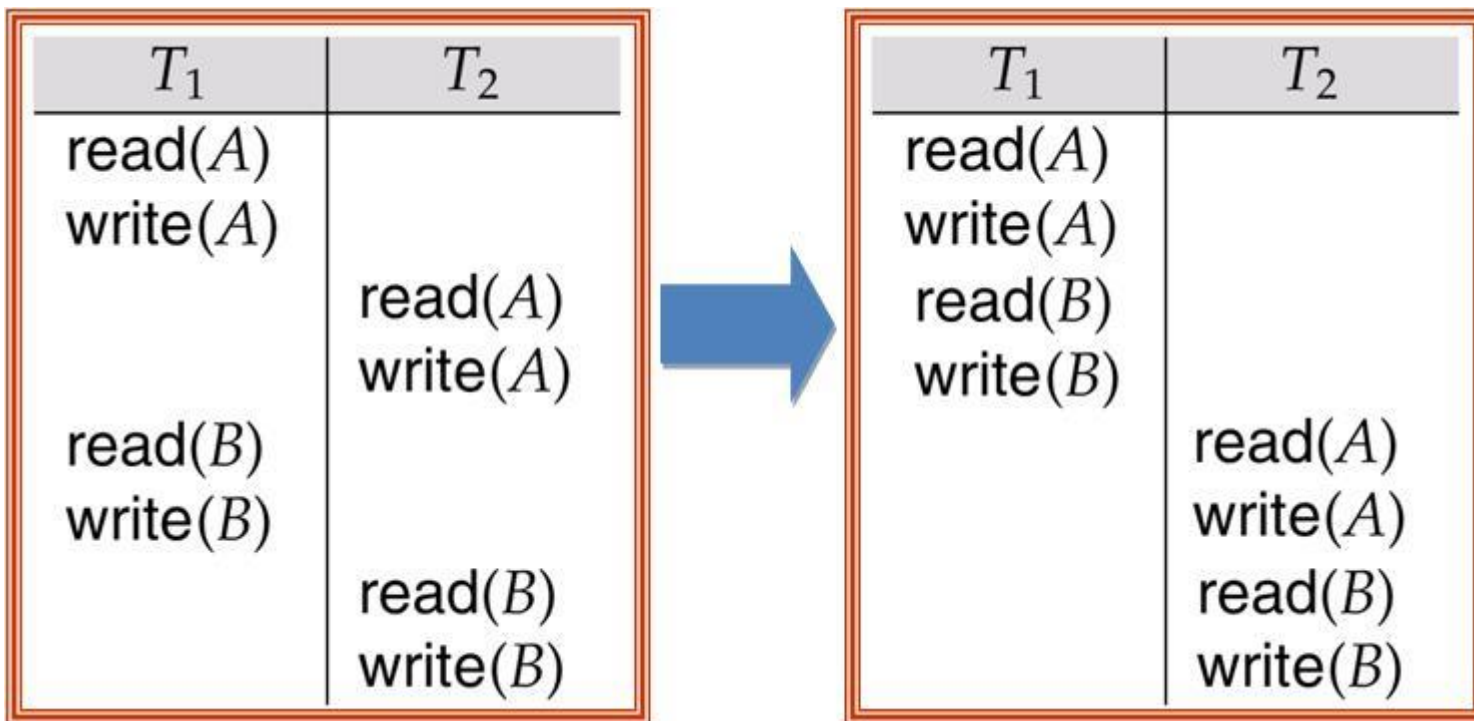 T₁ T₂
read(A)
write(A)
read(A)
write(A)
read(B)
write(B)
read(B)
write(B)
T₁ T₂
read(A)
write(A)
read(B)
write(B)
read(A)
write(A)
read(B)
write(B)